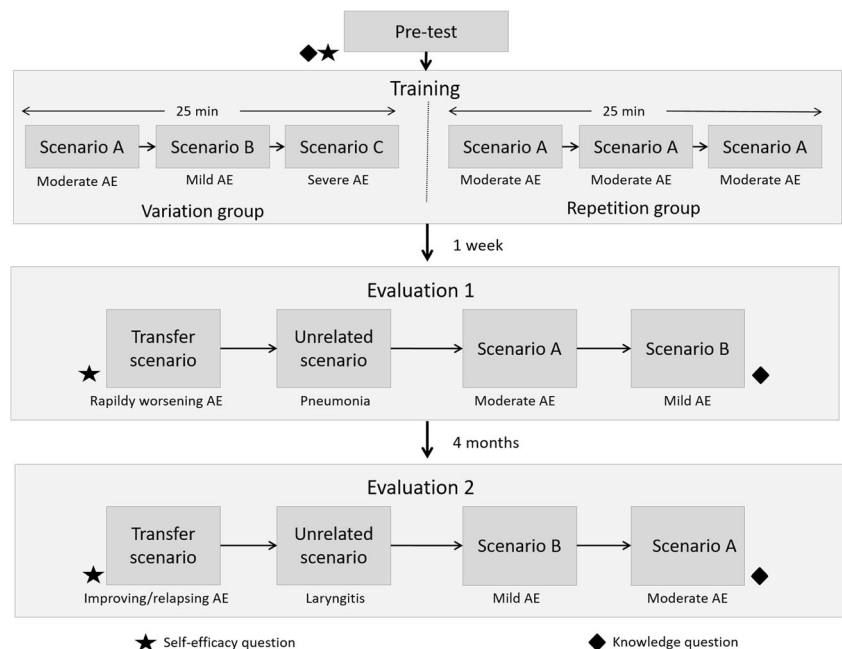 Pre-test
Training
25 min
25 min
Scenario A
Scenario B
Scenario C
Scenario A
Scenario A
Scenario A
Moderate AE
Mild AE
Severe AE
Moderate AE
Moderate AE
Moderate AE
Variation group
Repetition group
1 week
Evaluation 1
Transfer
scenario
Unrelated
scenario
Scenario A
Scenario B
Rapildy worsening AE
Pneumonia
Moderate AE
Mild AE
4 months
Evaluation 2
Transfer
scenario
Unrelated
scenario
Scenario B
Scenario A
Improving/relapsing AE
Laryngitis
Mild AE
Moderate AE
Self-efficacy question
Knowledge question